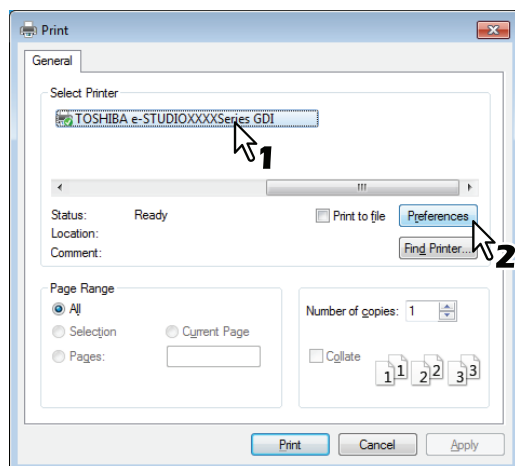 Print
General
Select Printer
TOSHIBA e-STUDIOXXXXSeries GDI
1
Status: Ready
Print to file
Preferences
Location:
Comment:
Find Printer...
2
Page Range
All
Selection
Current Page
Pages:
Number of copies: 1
Collate
1 1 2 2 3 3
Print
Cancel
Apply